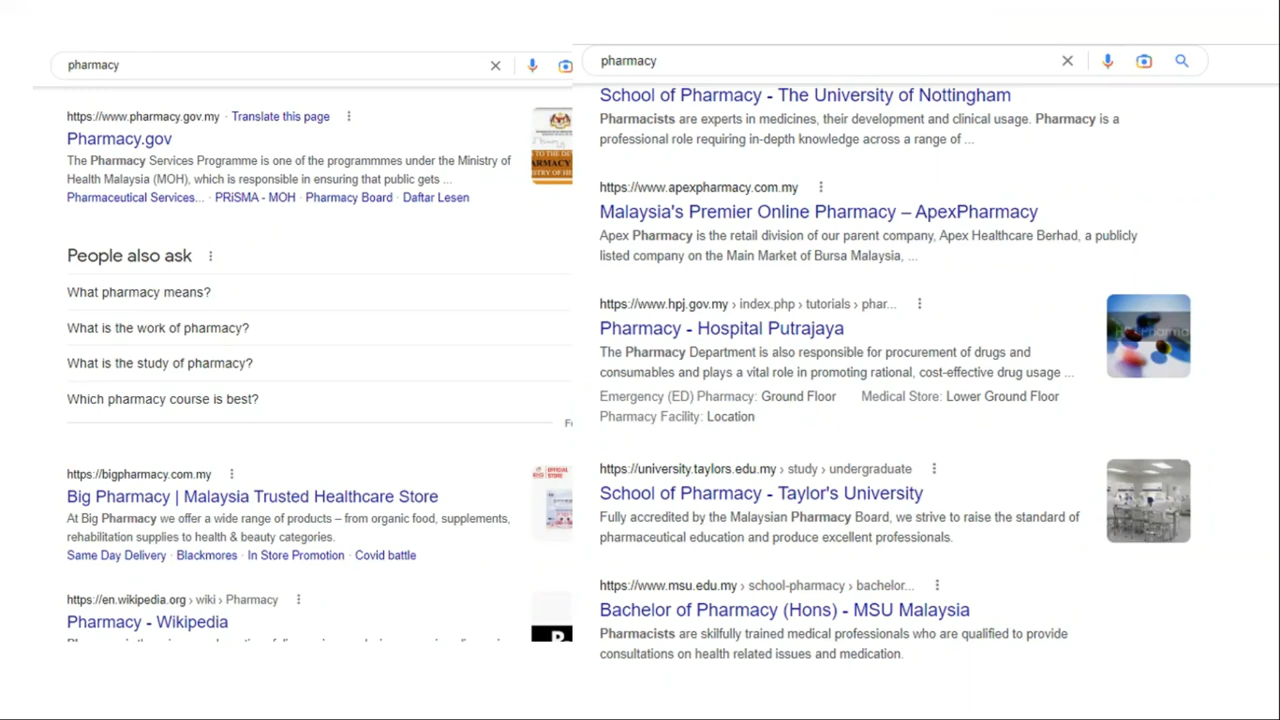 pharmacy
https://www.pharmacy.gov.my · Translate this page
Pharmacy.gov
The Pharmacy Services Programme is one of the programmmes under the Ministry of
Health Malaysia (MOH), which is responsible in ensuring that public gets ...
Pharmaceutical Services... · PRiSMA - MOH · Pharmacy Board · Daftar Lesen
People also ask
What pharmacy means?
What is the work of pharmacy?
What is the study of pharmacy?
Which pharmacy course is best?
https://bigpharmacy.com.my
Big Pharmacy | Malaysia Trusted Healthcare Store
At Big Pharmacy we offer a wide range of products – from organic food, supplements,
rehabilitation supplies to health & beauty categories.
Same Day Delivery · Blackmores · In Store Promotion · Covid battle
https://en.wikipedia.org › wiki › Pharmacy
Pharmacy - Wikipedia
pharmacy
School of Pharmacy - The University of Nottingham
Pharmacists are experts in medicines, their development and clinical usage. Pharmacy is a
professional role requiring in-depth knowledge across a range of ...
https://www.apexpharmacy.com.my
Malaysia's Premier Online Pharmacy – ApexPharmacy
Apex Pharmacy is the retail division of our parent company, Apex Healthcare Berhad, a publicly
listed company on the Main Market of Bursa Malaysia, ...
https://www.hpj.gov.my › index.php › tutorials › phar...
Pharmacy - Hospital Putrajaya
The Pharmacy Department is also responsible for procurement of drugs and
consumables and plays a vital role in promoting rational, cost-effective drug usage ...
Emergency (ED) Pharmacy: Ground Floor Medical Store: Lower Ground Floor
Pharmacy Facility: Location
https://university.taylors.edu.my › study › undergraduate
School of Pharmacy - Taylor's University
Fully accredited by the Malaysian Pharmacy Board, we strive to raise the standard of
pharmaceutical education and produce excellent professionals.
https://www.msu.edu.my › school-pharmacy › bachelor...
Bachelor of Pharmacy (Hons) - MSU Malaysia
Pharmacists are skilfully trained medical professionals who are qualified to provide
consultations on health related issues and medication.